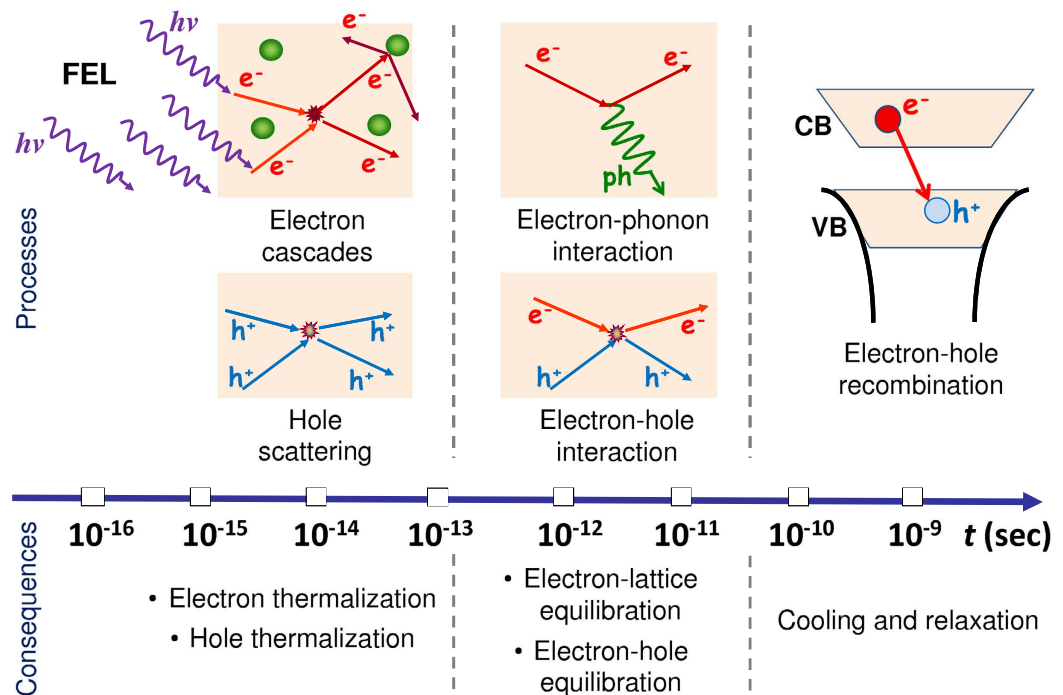 hν
FEL
hν
e⁻
e⁻
e⁻
e⁻
Electron
cascades
e⁻
e⁻
ph
Electron-phonon
interaction
CB
e⁻
VB
h⁺
Electron-hole
recombination
Processes
h⁺
h⁺
h⁺
h⁺
Hole
scattering
e⁻
e⁻
h⁺
h⁺
Electron-hole
interaction
10⁻¹⁶ 10⁻¹⁵ 10⁻¹⁴ 10⁻¹³ 10⁻¹² 10⁻¹¹ 10⁻¹⁰ 10⁻⁹ t (sec)
Consequences
• Electron thermalization
• Hole thermalization
• Electron-lattice
equilibration
• Electron-hole
equilibration
Cooling and relaxation